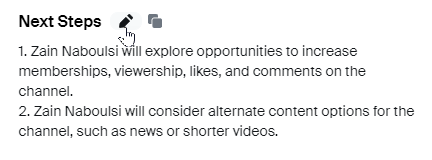 Next Steps
1. Zain Naboulsi will explore opportunities to increase
memberships, viewership, likes, and comments on the
channel.
2. Zain Naboulsi will consider alternate content options for the
channel, such as news or shorter videos.